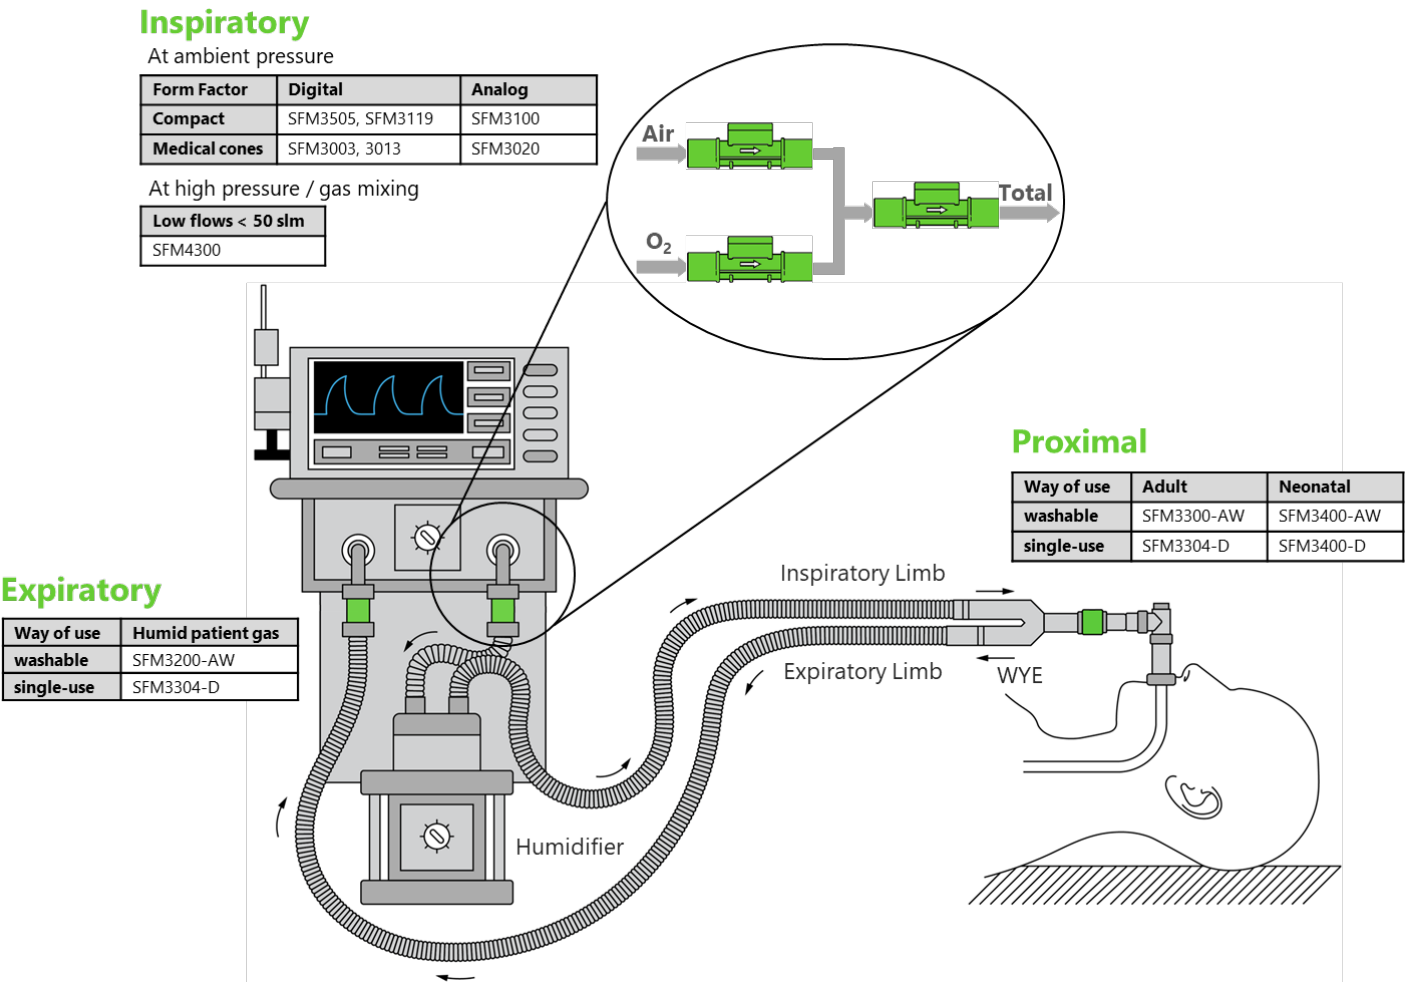 Inspiratory
At ambient pressure
Form Factor Digital Analog
Compact SFM3505, SFM3119 SFM3100
Medical cones SFM3003, 3013 SFM3020
At high pressure / gas mixing
Low flows < 50 slm
SFM4300
Air
Total
O₂
Proximal
Way of use Adult Neonatal
washable SFM3300-AW SFM3400-AW
single-use SFM3304-D SFM3400-D
Expiratory
Way of use Humid patient gas
washable SFM3200-AW
single-use SFM3304-D
Inspiratory Limb
Expiratory Limb
WYE
Humidifier